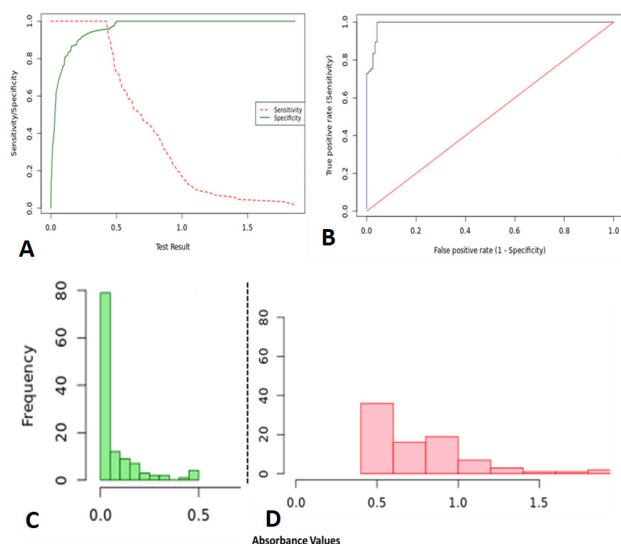 Sensitivity/Specificity
1.0
0.8
0.6
0.4
0.2
0.0
Sensitivity
Specificity
0.0 0.5 1.0 1.5
Test Result
A
True positive rate (Sensitivity)
1.0
0.8
0.6
0.4
0.2
0.0
0.0 0.2 0.4 0.6 0.8 1.0
False positive rate (1 - Specificity)
B
Frequency
80
60
40
20
0
0.0 0.5
C
80
60
40
20
0
0.0 0.5 1.0 1.5
D
Absorbance Values